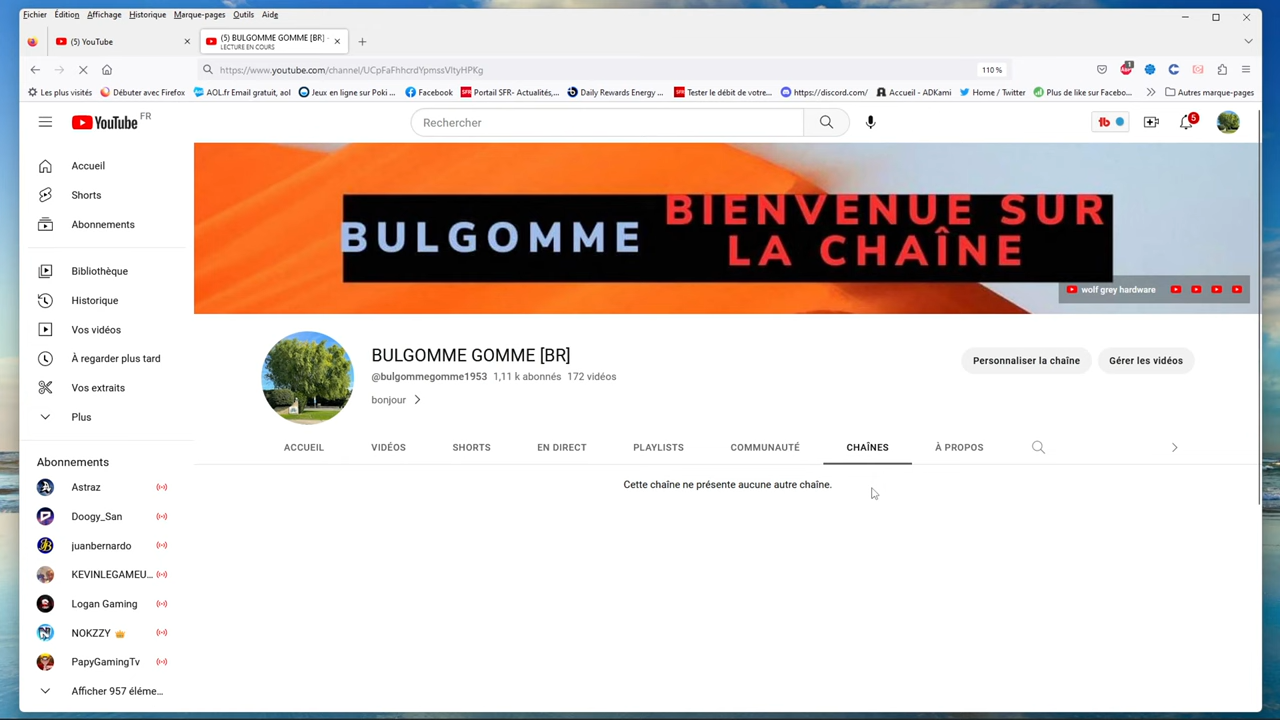 Fichier Édition Affichage Historique Marque-pages Outils Aide
(5) YouTube
(5) BULGOMME GOMME [BR] -
LECTURE EN COURS
https://www.youtube.com/channel/UCpFaFhhcrdYpmssVltyHPKg
110 %
Les plus visités Débuter avec Firefox AOL.fr Email gratuit, aol Jeux en ligne sur Poki ... Facebook Portail SFR- Actualités,... Daily Rewards Energy ... Tester le débit de votre... https://discord.com/ Accueil - ADKami Home / Twitter Plus de like sur Facebo... Autres marque-pages
YouTube FR
Rechercher
5
Accueil
Shorts
Abonnements
Bibliothèque
Historique
Vos vidéos
À regarder plus tard
Vos extraits
Plus
Abonnements
Astraz
Doogy_San
juanbernardo
KEVINLEGAMEU...
Logan Gaming
NOKZZY
PapyGamingTv
Afficher 957 éléme...
BULGOMME
BIENVENUE SUR
LA CHAÎNE
wolf grey hardware
BULGOMME GOMME [BR]
@bulgommegomme1953 1,11 k abonnés 172 vidéos
bonjour
Personnaliser la chaîne
Gérer les vidéos
ACCUEIL VIDÉOS SHORTS EN DIRECT PLAYLISTS COMMUNAUTÉ CHAÎNES À PROPOS
Cette chaîne ne présente aucune autre chaîne.